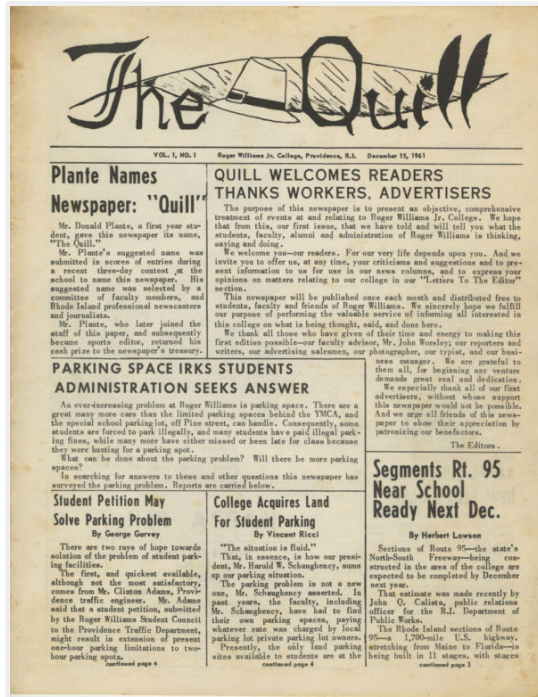 The Quill
VOL. I, NO. I Roger Williams Jr. College, Providence, R.I. December 15, 1961
Plante Names
Newspaper: "Quill"
Mr. Donald Plante, a first year stu-
dent, gave this newspaper its name,
"The Quill."
Mr. Plante's suggested name was
submitted in scores of entries during
a recent three-day contest at the
school to name this newspaper. His
suggested name was selected by a
committee of faculty members, and
Rhode Island professional newscasters
and journalists.
Mr. Plante, who later joined the
staff of this paper, and subsequently
became sports editor, returned his
cash prize to the newspaper's treasury.
QUILL WELCOMES READERS
THANKS WORKERS, ADVERTISERS
The purpose of this newspaper is to present an objective, comprehensive
treatment of events at and relating to Roger Williams Jr. College. We hope
that from this, our first issue, that we have told and will tell you what the
students, faculty, alumni and administration of Roger Williams is thinking,
saying and doing.
We welcome you—our readers. For our very life depends upon you. And we
invite you to offer us, at any time, your criticisms and suggestions and to pre-
sent information to us for use in our news columns, and to express your
opinions on matters relating to our college in our "Letters To The Editor"
section.
This newspaper will be published once each month and distributed free to
students, faculty and friends of Roger Williams. We sincerely hope we fulfill
our purpose of performing the valuable service of informing all interested in
this college on what is being thought, said, and done here.
We thank all those who have given of their time and energy to making this
first edition possible—our faculty advisor, Mr. John Worsley; our reporters and
writers, our advertising salesmen, our photographer, our typist, and our busi-
ness manager. We are grateful to
them all, for beginning any venture
demands great zeal and dedication.
We especially thank all of our first
advertisers, without whose support
this newspaper would not be possible.
And we urge all friends of this news-
paper to show their appreciation by
patronizing our benefactors.
The Editors.
PARKING SPACE IRKS STUDENTS
ADMINISTRATION SEEKS ANSWER
An ever-increasing problem at Roger Williams is parking space. There are a
great many more cars than the limited parking spaces behind the YMCA, and
the special school parking lot, off Pine street, can handle. Consequently, some
students are forced to park illegally, and many students have paid illegal park-
ing fines, while many more have either missed or been late for class because
they were hunting for a parking spot.
What can be done about the parking problem? Will there be more parking
spaces?
In searching for answers to these and other questions this newspaper has
surveyed the parking problem. Reports are carried below.
Student Petition May
Solve Parking Problem
By George Garvey
There are two rays of hope towards
solution of the problem of student park-
ing facilities.
The first, and quickest available,
although not the most satisfactory,
comes from Mr. Clinton Adams, Provi-
dence traffic engineer. Mr. Adams
said that a student petition, submitted
by the Roger Williams Student Council
to the Providence Traffic Department,
might result in extension of present
one-hour parking limitations to two-
hour parking spots.
continued page 4
College Acquires Land
For Student Parking
By Vincent Ricci
"The situation is fluid."
That, in essence, is how our presi-
dent, Mr. Harold W. Schaughency, sums
up our parking situation.
The parking problem is not a new
one, Mr. Schaughency asserted. In
past years, the faculty, including
Mr. Schaughency, have had to find
their own parking spaces, paying
whatever rate was charged by local
parking lot private parking lot owners.
Presently, the only land parking
sites available to students are at the
continued page 4
Segments Rt. 95
Near School
Ready Next Dec.
By Herbert Lawson
Sections of Route 95—the state's
North-South Freeway—being con-
structed in the area of the college are
expected to be completed by December
next year.
That estimate was made recently by
John Q. Calista, public relations
officer for the R.I. Department of
Public Works.
The Rhode Island sections of Route
95—a 1,700-mile U.S. highway,
stretching from Maine to Florida—is
being built in 11 stages, with stages
continued page 3